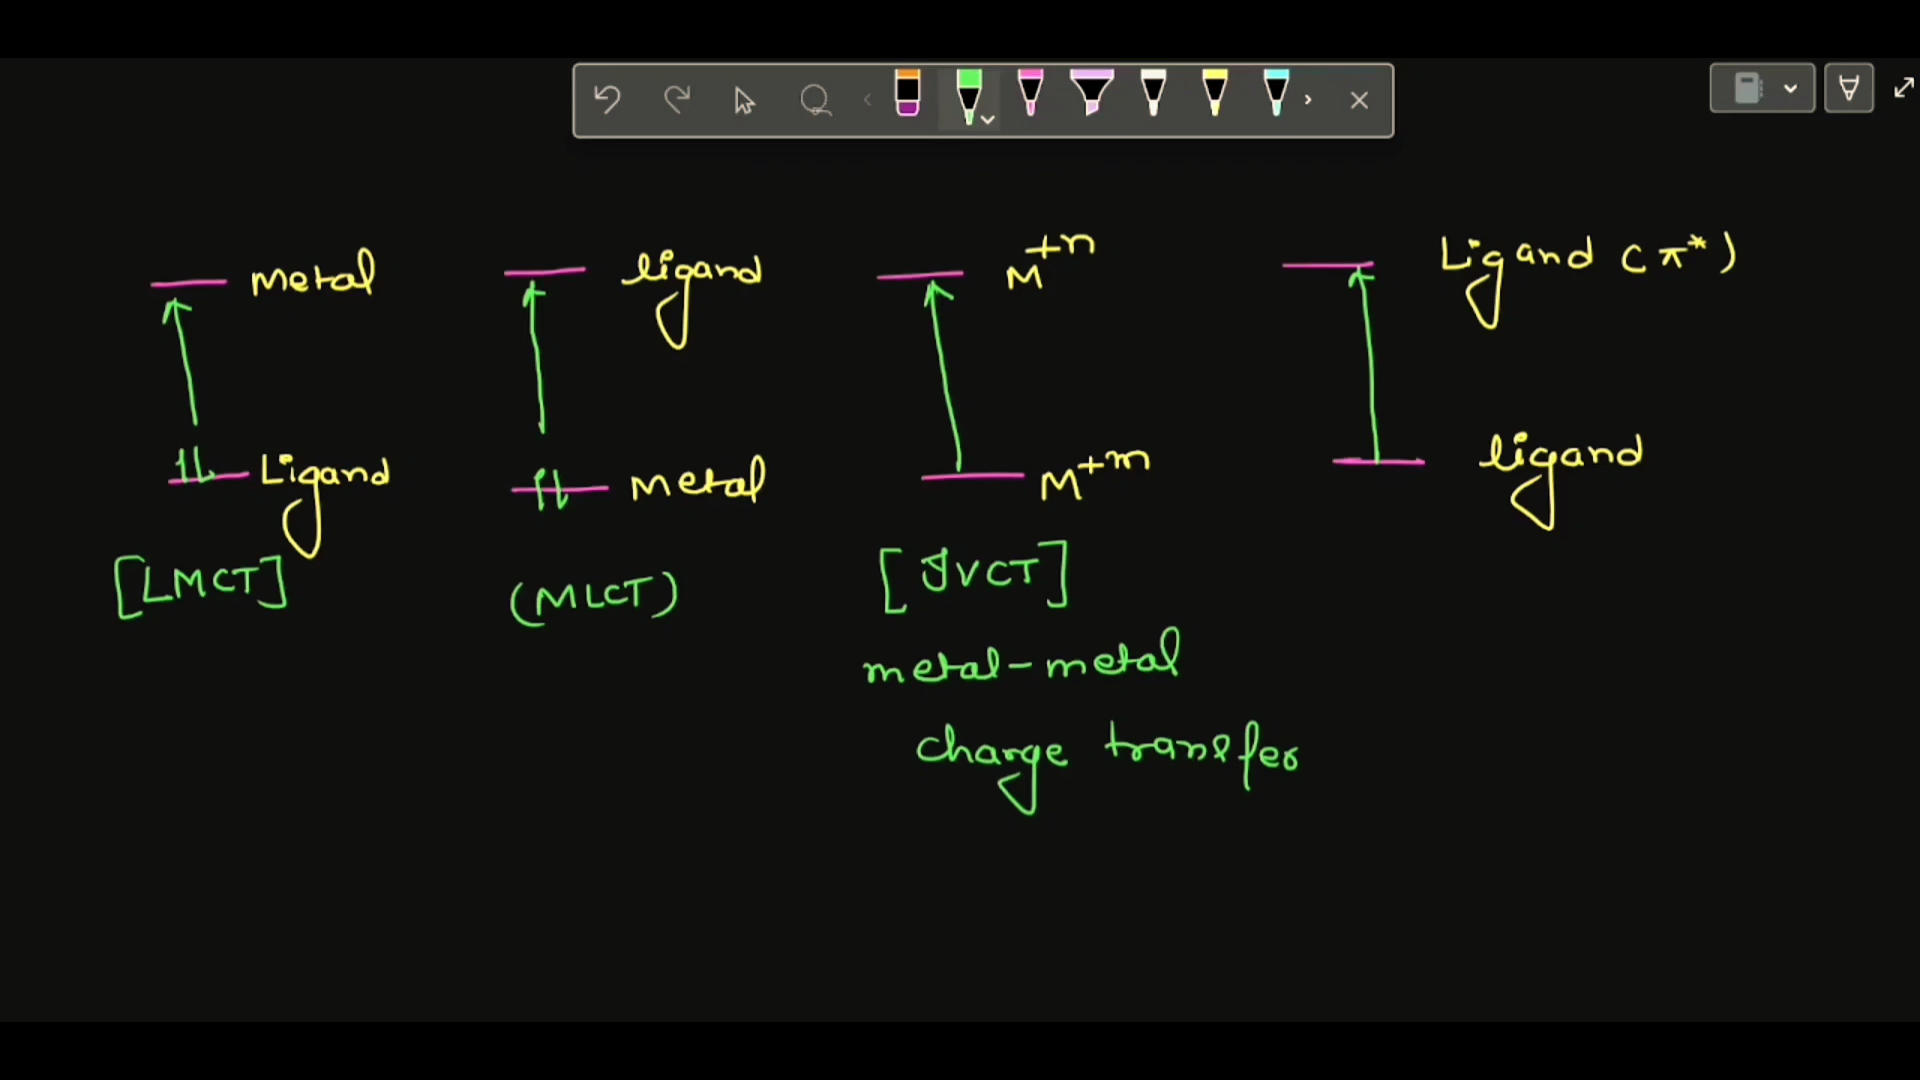 metal
Ligand
[LMCT]
ligand
metal
(MLCT)
M+n
M+m
[IVCT]
metal-metal
charge transfer
Ligand (π*)
ligand